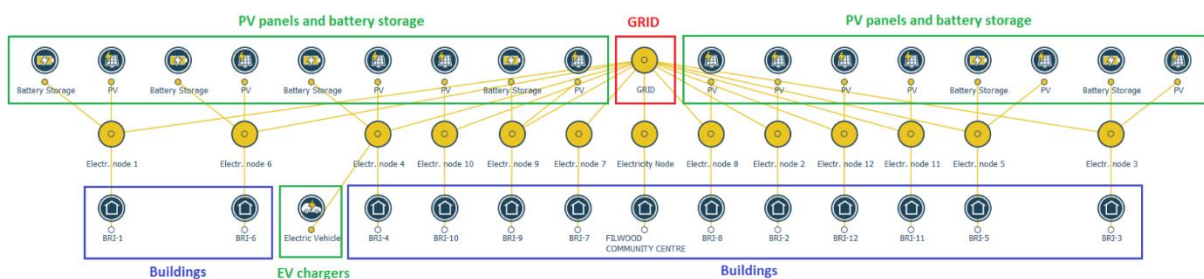 PV panels and battery storage
GRID
PV panels and battery storage
Battery Storage
PV
Battery Storage
PV
Battery Storage
PV
PV
Battery Storage
PV
GRID
PV
PV
PV
PV
Battery Storage
PV
Battery Storage
PV
Electr. node 1
Electr. node 6
Electr. node 4
Electr. node 10
Electr. node 9
Electr. node 7
Electricity Node
Electr. node 8
Electr. node 2
Electr. node 12
Electr. node 11
Electr. node 5
Electr. node 3
BRI-1
BRI-6
Electric Vehicle
BRI-4
BRI-10
BRI-9
BRI-7
FILWOOD
COMMUNITY CENTRE
BRI-8
BRI-2
BRI-12
BRI-11
BRI-5
BRI-3
Buildings
EV chargers
Buildings